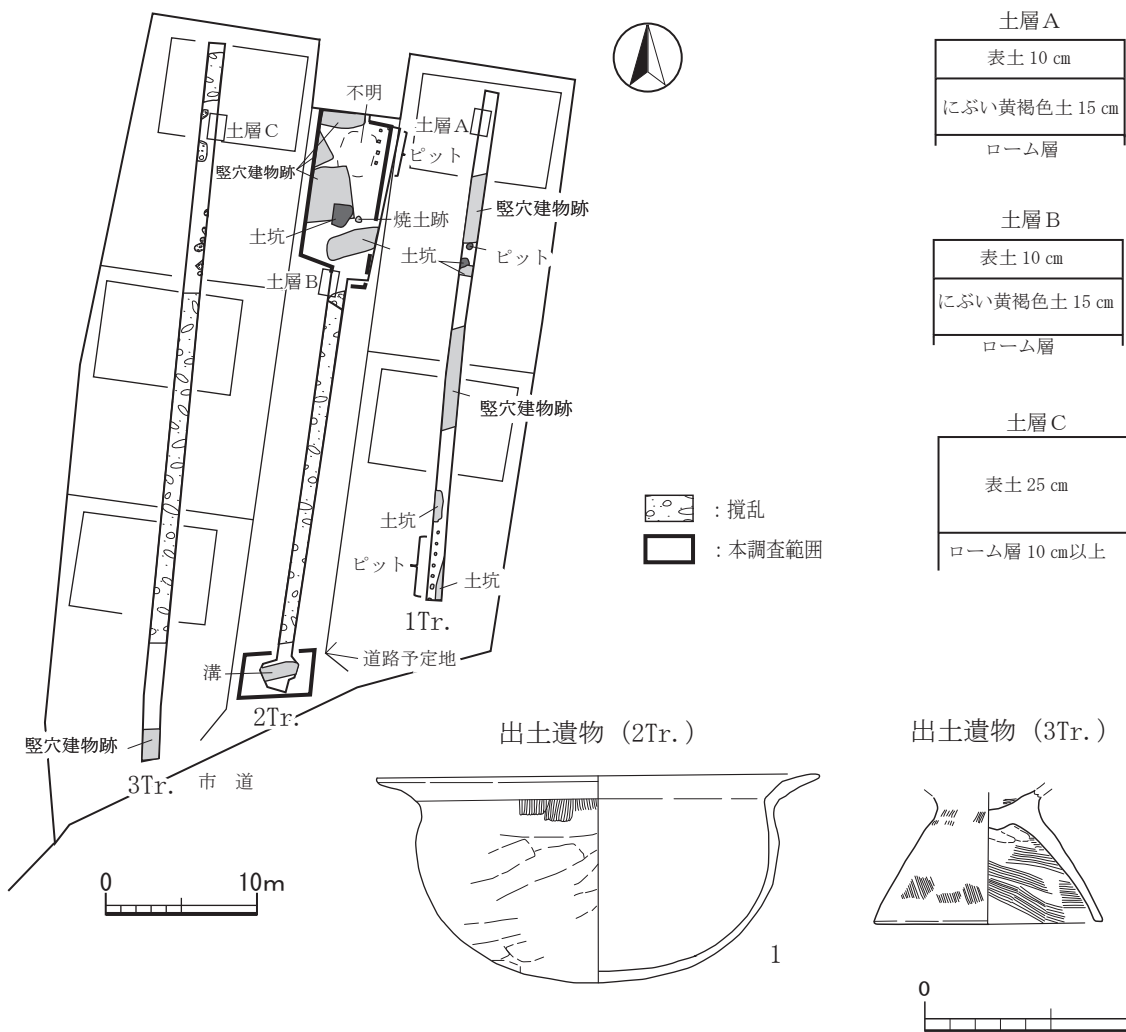 土層A
表土 10 ㎝
にぶい黄褐色土 15 ㎝
ローム層
土層B
表土 10 ㎝
にぶい黄褐色土 15 ㎝
ローム層
土層C
表土 25 ㎝
ローム層 10 ㎝以上
不明
土層A
土層C
ピット
竪穴建物跡
竪穴建物跡
土坑
焼土跡
土坑
ピット
土層B
竪穴建物跡
土坑
ピット
土坑
1Tr.
道路予定地
溝
2Tr.
竪穴建物跡
3Tr.
市 道
：撹乱
：本調査範囲
0 10m
出土遺物 (2Tr.)
1
出土遺物 (3Tr.)
0